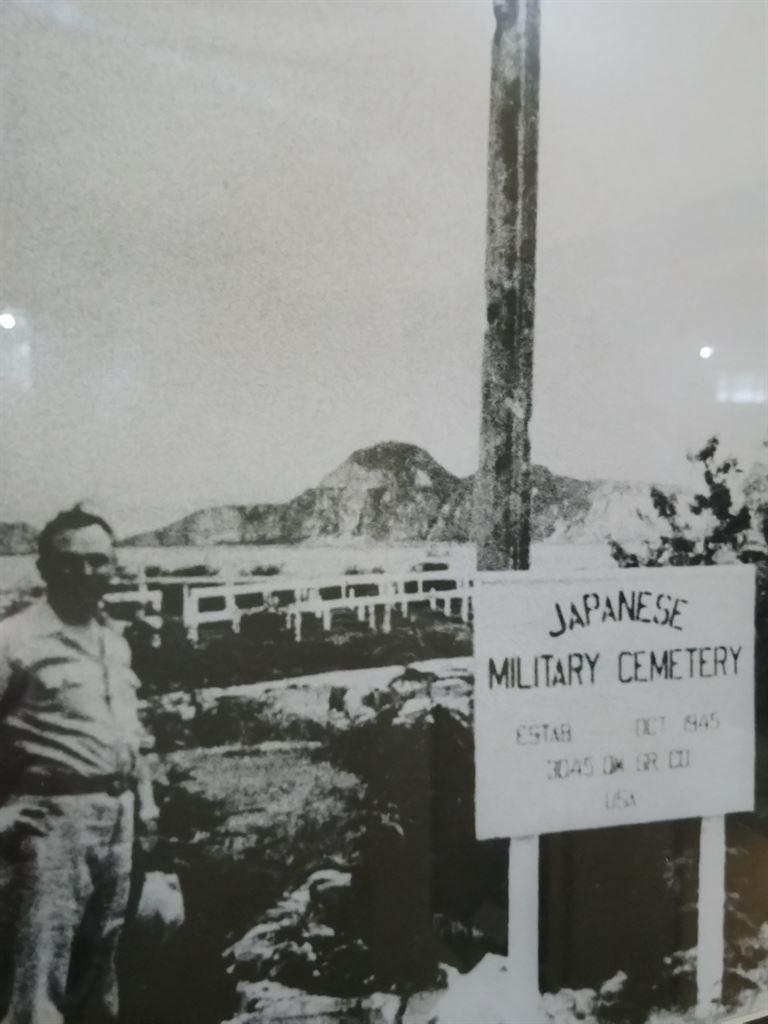 JAPANESE
MILITARY CEMETERY
ESTAB OCT 1945
3045 QM GR CO
USA